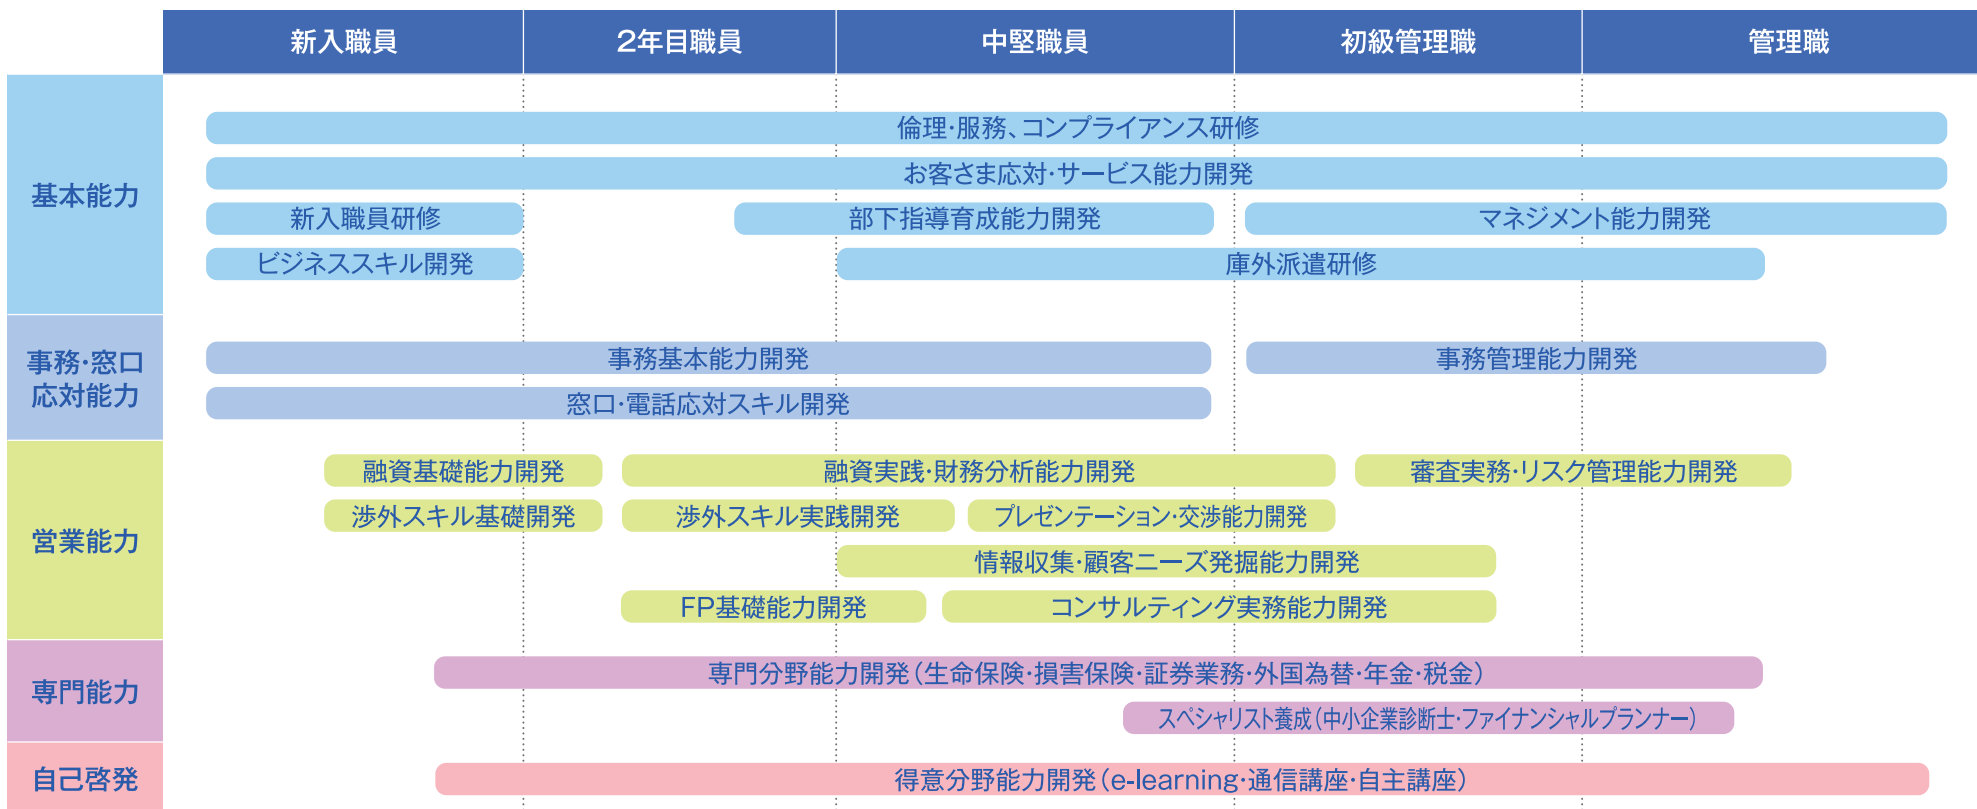 新入職員
2年目職員
中堅職員
初級管理職
管理職
基本能力
倫理・服務、コンプライアンス研修
お客さま応対・サービス能力開発
新入職員研修
部下指導育成能力開発
マネジメント能力開発
ビジネススキル開発
庫外派遣研修
事務・窓口
応対能力
事務基本能力開発
事務管理能力開発
窓口・電話応対スキル開発
営業能力
融資基礎能力開発
融資実践・財務分析能力開発
審査実務・リスク管理能力開発
渉外スキル基礎開発
渉外スキル実践開発
プレゼンテーション・交渉能力開発
情報収集・顧客ニーズ発掘能力開発
FP基礎能力開発
コンサルティング実務能力開発
専門能力
専門分野能力開発(生命保険・損害保険・証券業務・外国為替・年金・税金)
スペシャリスト養成(中小企業診断士・ファイナンシャルプランナー)
自己啓発
得意分野能力開発(e-learning・通信講座・自主講座)